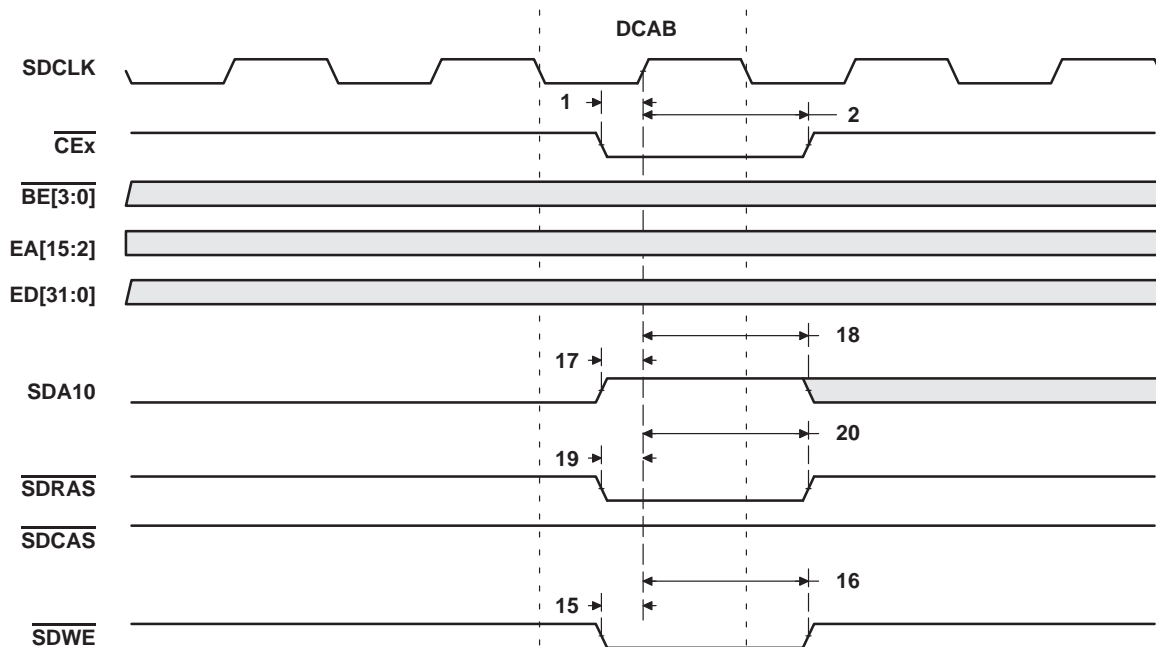 DCAB
SDCLK
1
2
CEx
BE[3:0]
EA[15:2]
ED[31:0]
18
17
SDA10
20
19
SDRAS
SDCAS
16
15
SDWE